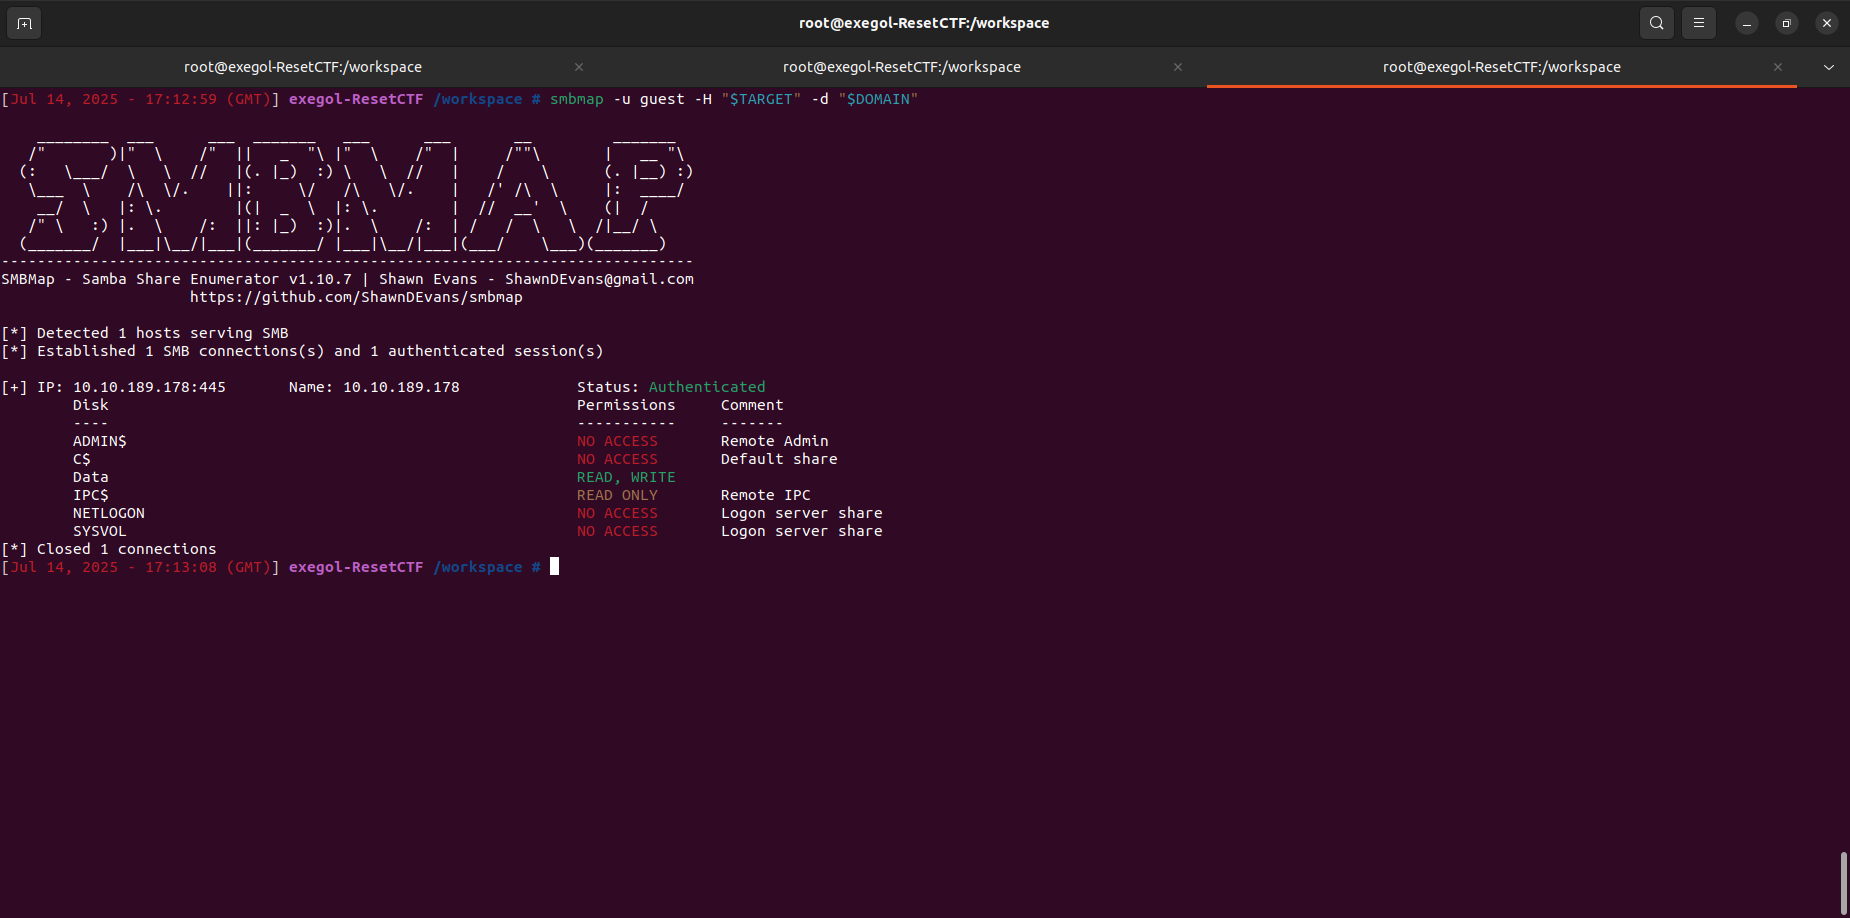 root@exegol-ResetCTF:/workspace
root@exegol-ResetCTF:/workspace
root@exegol-ResetCTF:/workspace
root@exegol-ResetCTF:/workspace
[Jul 14, 2025 - 17:12:59 (GMT)] exegol-ResetCTF /workspace # smbmap -u guest -H "$TARGET" -d "$DOMAIN"
SMBMAP
-----------------------------------------------------------------------------
SMBMap - Samba Share Enumerator v1.10.7 | Shawn Evans - ShawnDEvans@gmail.com
https://github.com/ShawnDEvans/smbmap
[*] Detected 1 hosts serving SMB
[*] Established 1 SMB connections(s) and 1 authenticated session(s)
[+] IP: 10.10.189.178:445 Name: 10.10.189.178 Status: Authenticated
Disk Permissions Comment
---- ----------- -------
ADMIN$ NO ACCESS Remote Admin
C$ NO ACCESS Default share
Data READ, WRITE
IPC$ READ ONLY Remote IPC
NETLOGON NO ACCESS Logon server share
SYSVOL NO ACCESS Logon server share
[*] Closed 1 connections
[Jul 14, 2025 - 17:13:08 (GMT)] exegol-ResetCTF /workspace #